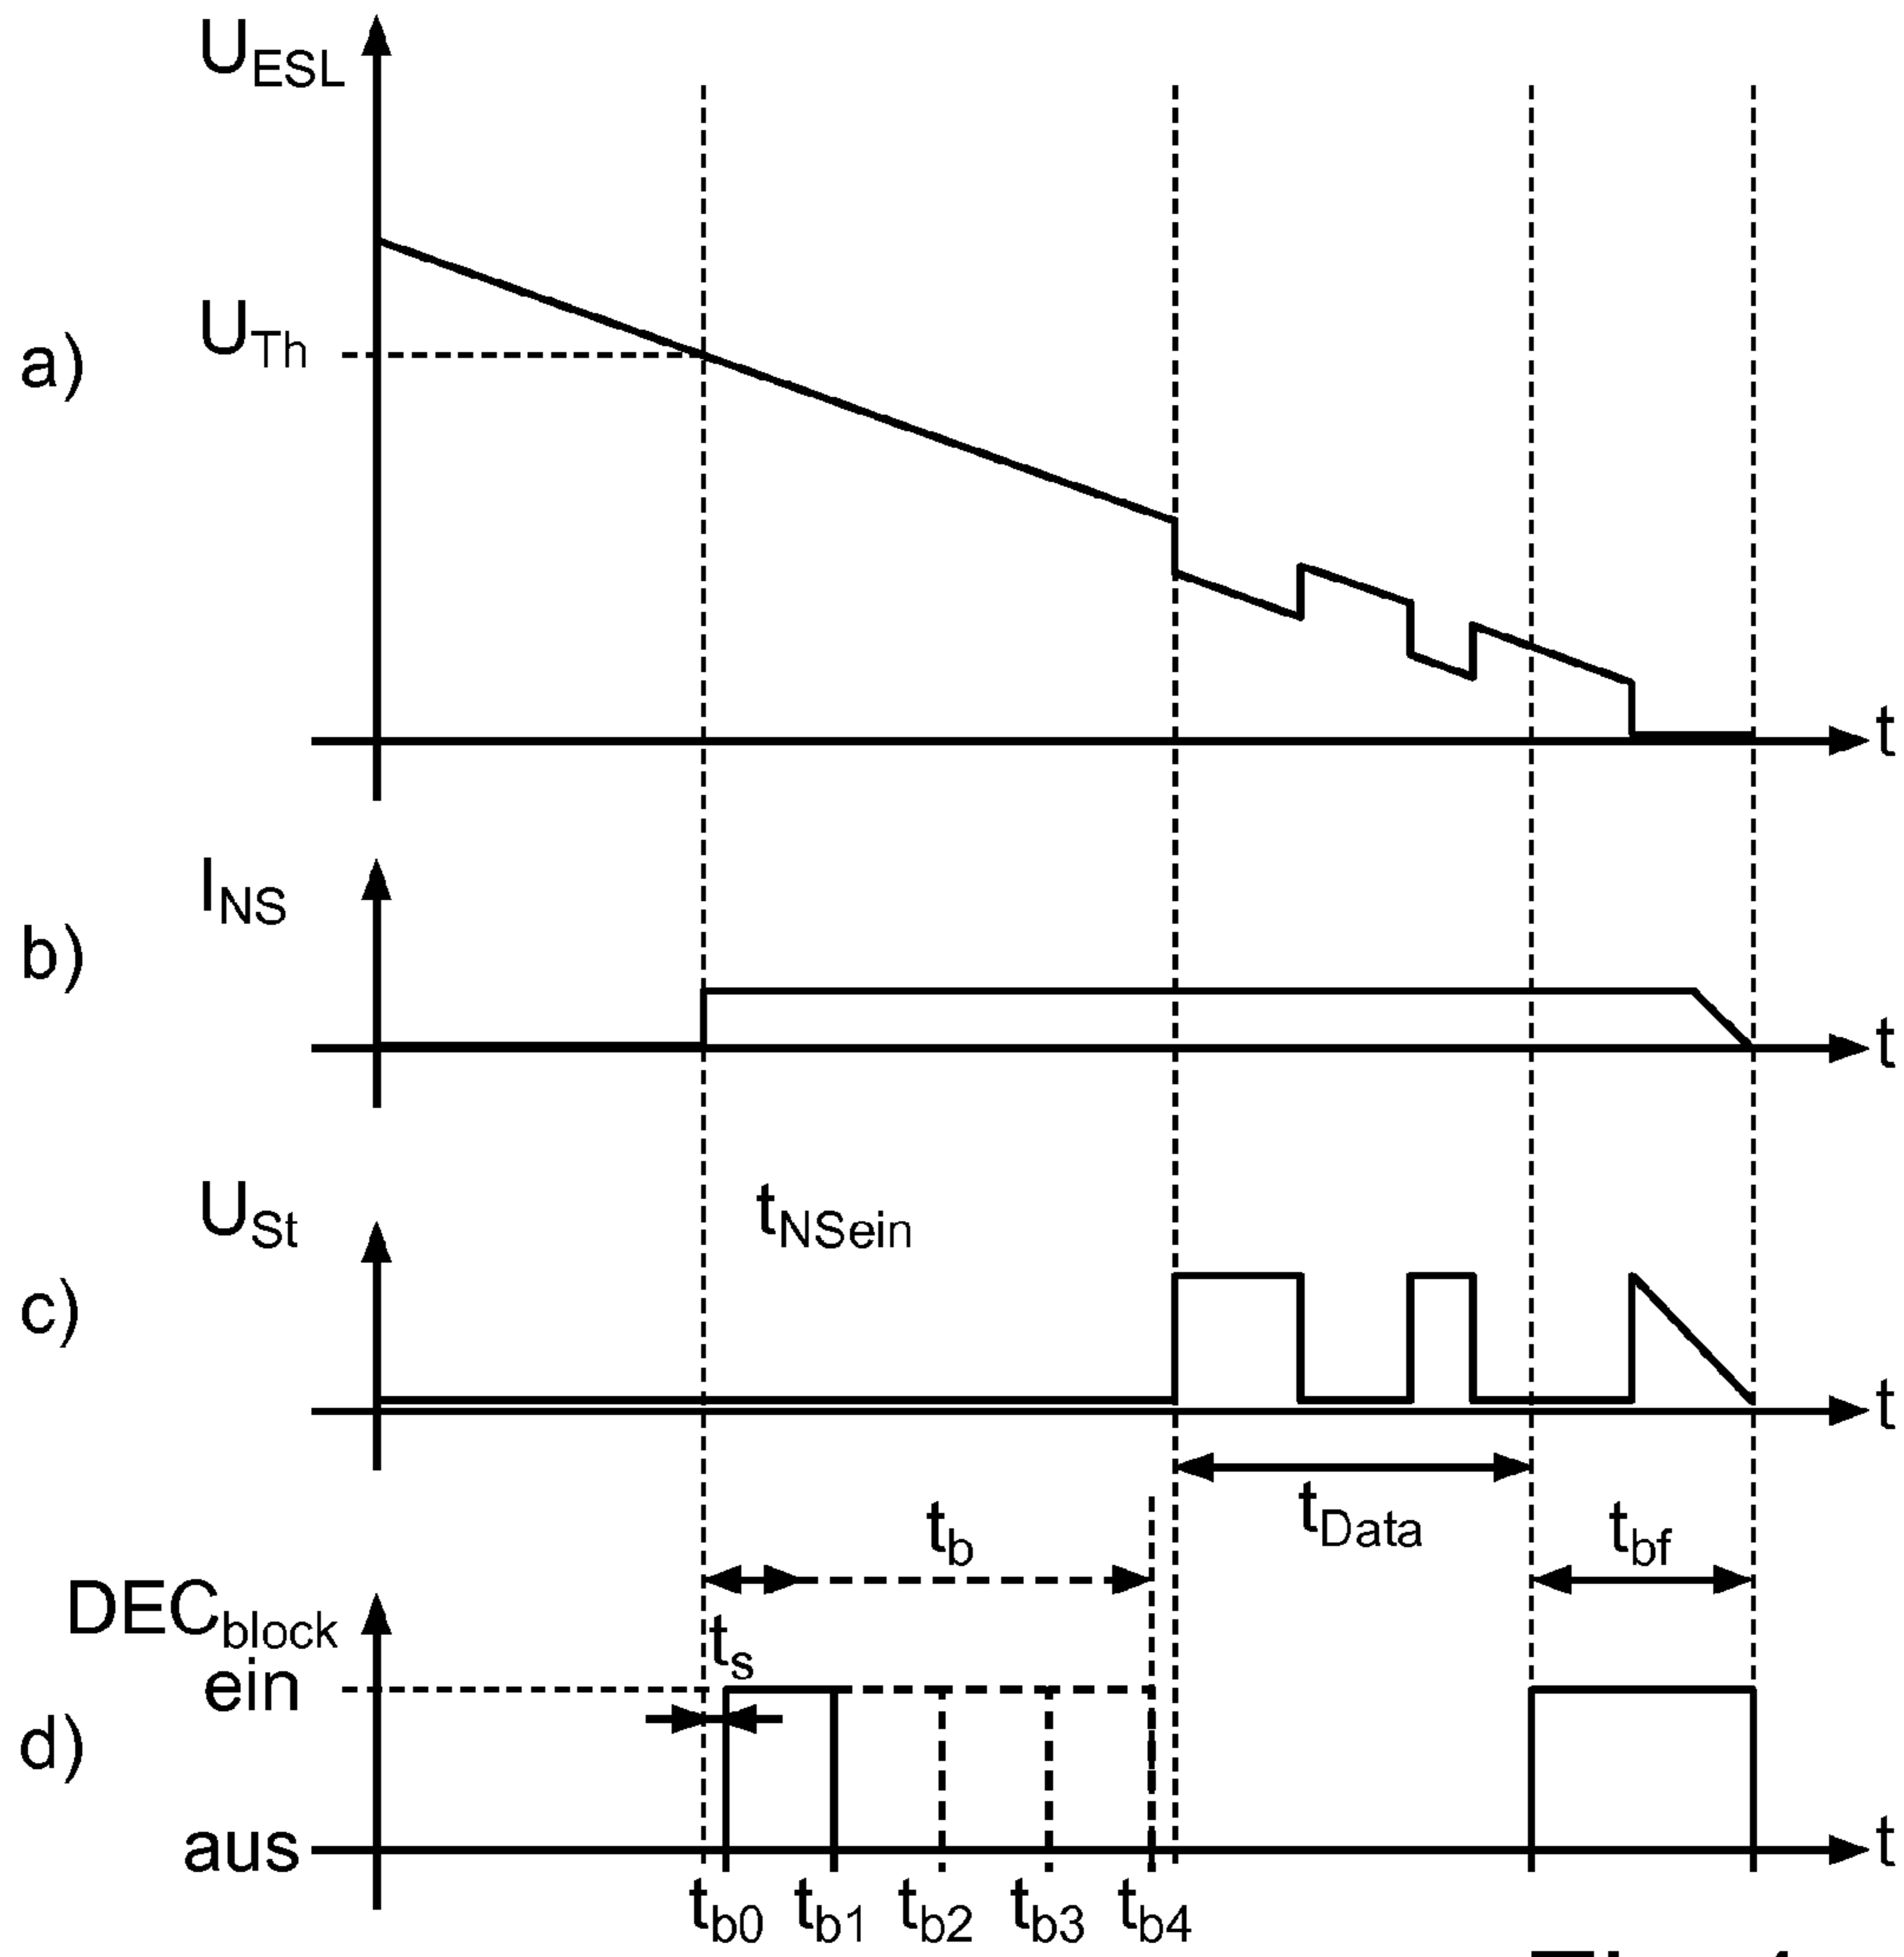 U_ESL
U_Th
a)
t
I_NS
b)
t
U_St
t_NSein
c)
t
t_Data
t_b
t_bf
DEC_block
t_s
ein
d)
aus
t
t_b0 t_b1 t_b2 t_b3 t_b4